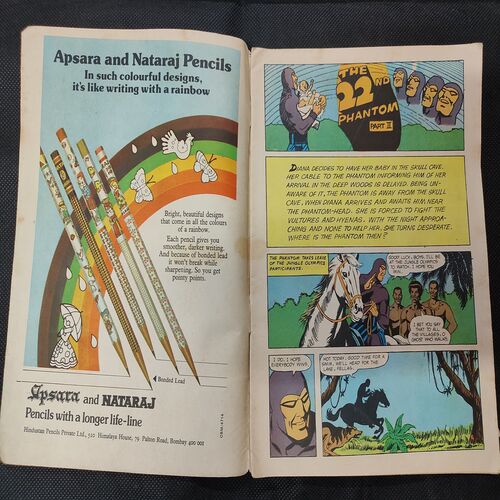 Apsara and Nataraj Pencils
In such colourful designs,
it's like writing with a rainbow
Bright, beautiful designs
that come in all the colours
of a rainbow.
Each pencil gives you
smoother, darker writing.
And because of bonded lead
it won't break while
sharpening. So you get
pointy points.
Bonded Lead
Apsara and NATARAJ
Pencils with a longer life-line
Hindustan Pencils Private Ltd., 510 Himalaya House, 79 Palton Road, Bombay 400 001
THE
22ND
PHANTOM
PART II
DIANA DECIDES TO HAVE HER BABY IN THE SKULL CAVE.
HER CABLE TO THE PHANTOM INFORMING HIM OF HER
ARRIVAL IN THE DEEP WOODS IS DELAYED. BEING UN-
AWARE OF IT, THE PHANTOM IS AWAY FROM THE SKULL
CAVE, WHEN DIANA ARRIVES AND AWAITS HIM NEAR
THE PHANTOM-HEAD. SHE IS FORCED TO FIGHT THE
VULTURES AND HYENAS. WITH THE NIGHT APPROA-
CHING AND NONE TO HELP HER, SHE TURNS DESPERATE.
WHERE IS THE PHANTOM THEN?
THE PHANTOM TAKES LEAVE
OF THE JUNGLE OLYMPICS
PARTICIPANTS.
GOOD LUCK, BOYS. I'LL BE
AT THE JUNGLE OLYMPICS
TO WATCH. I HOPE YOU
WIN.
I BET YOU SAY
THAT TO ALL
THE VILLAGES, O
GHOST WHO WALKS.
I DO. I HOPE
EVERYBODY WINS.
HOT TODAY. GOOD TIME FOR A
SWIM. WE'LL HEAD FOR THE
LAKE, FELLAS.